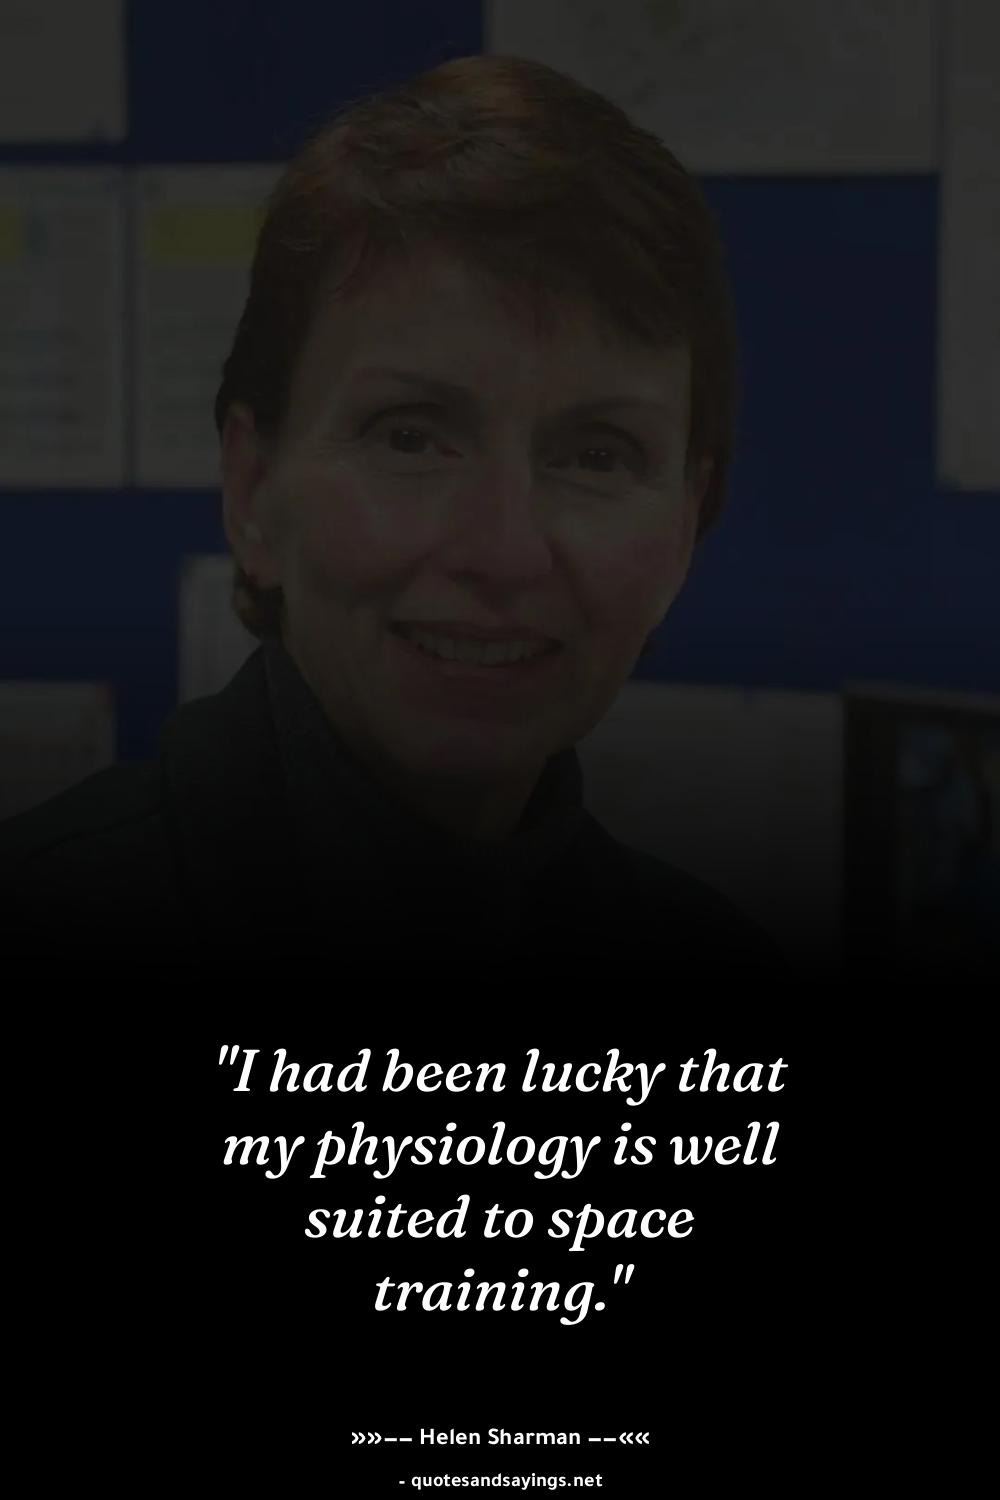 "I had been lucky that
my physiology is well
suited to space
training."
»»−− Helen Sharman −−««
- quotesandsayings.net